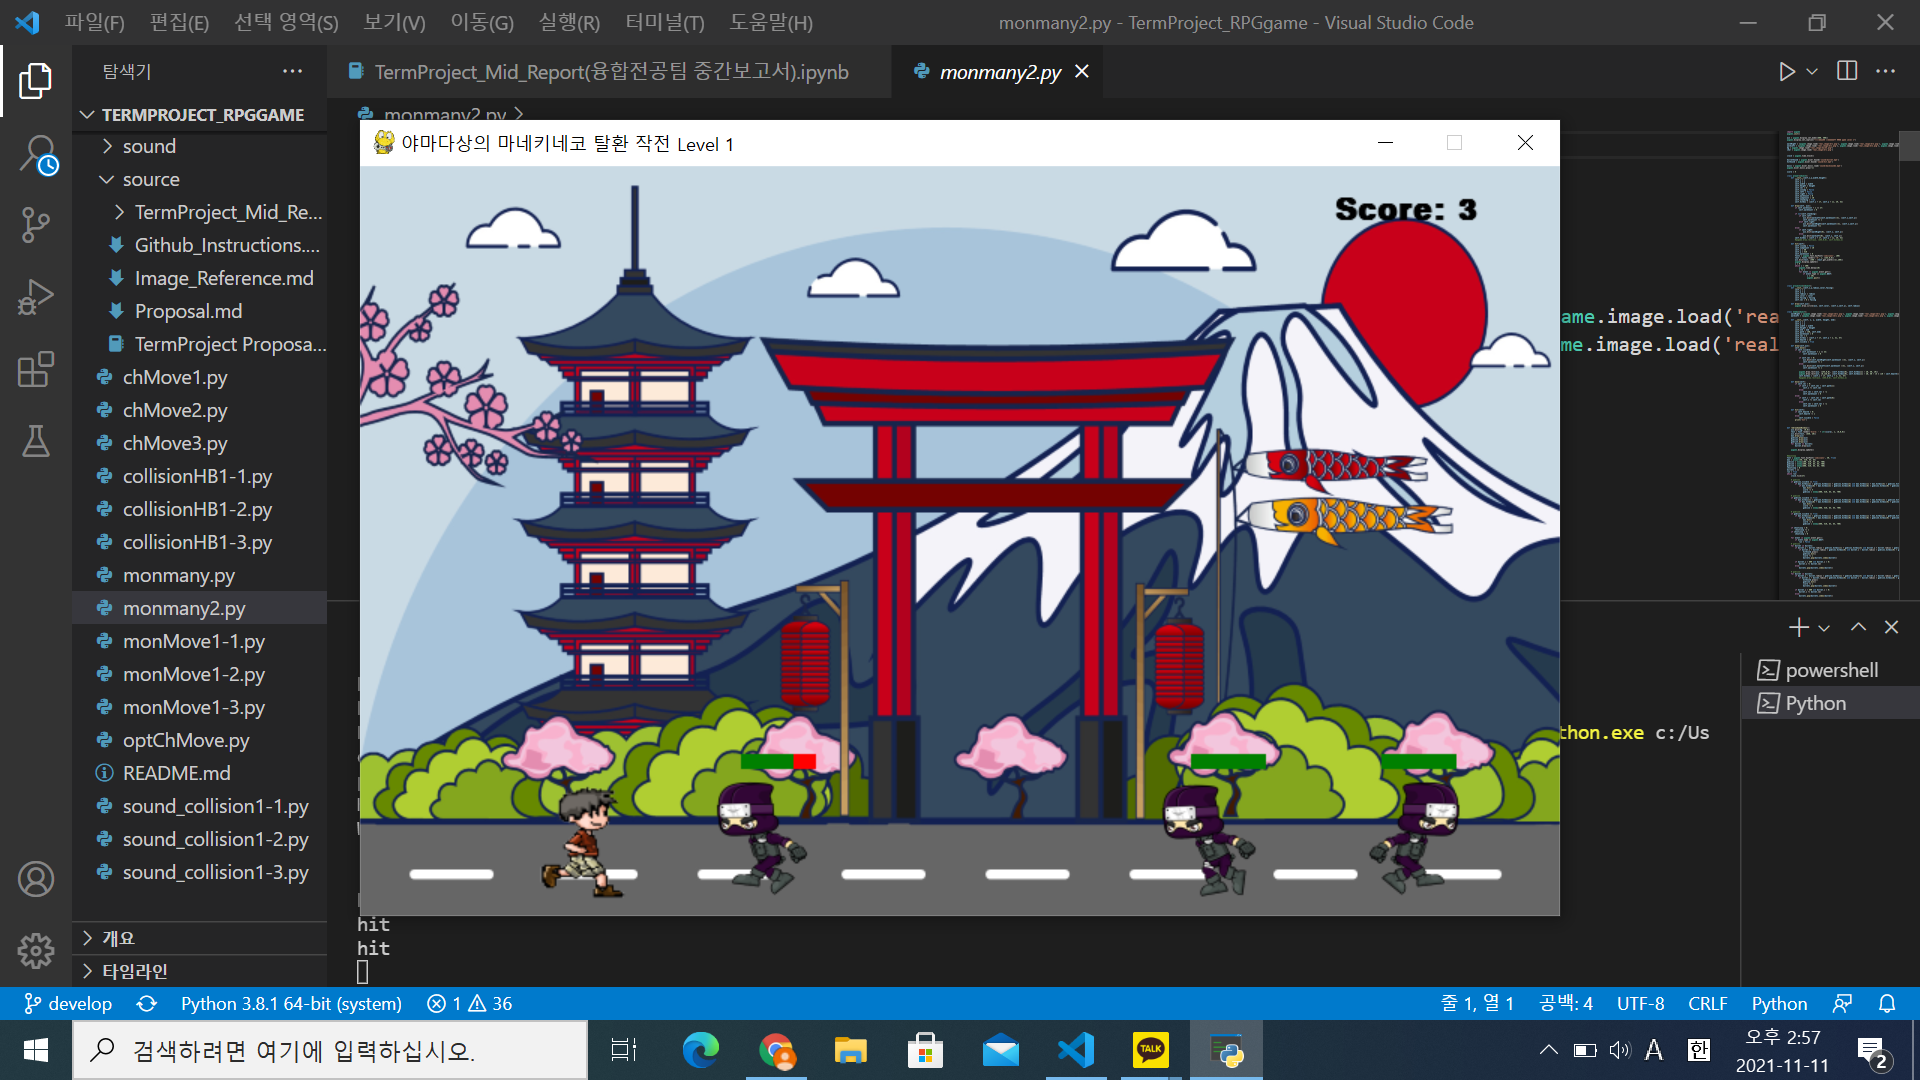 파일(F) 편집(E) 선택 영역(S) 보기(V) 이동(G) 실행(R) 터미널(T) 도움말(H) monmany2.py - TermProject_RPGgame - Visual Studio Code
탐색기
TermProject_Mid_Report(융합전공팀 중간보고서).ipynb
monmany2.py
TERMPROJECT_RPGGAME
monmany2.py
sound
source
TermProject_Mid_Re...
Github_Instructions....
Image_Reference.md
Proposal.md
TermProject Proposa...
chMove1.py
chMove2.py
chMove3.py
collisionHB1-1.py
collisionHB1-2.py
collisionHB1-3.py
monmany.py
monmany2.py
monMove1-1.py
monMove1-2.py
monMove1-3.py
optChMove.py
README.md
sound_collision1-1.py
sound_collision1-2.py
sound_collision1-3.py
개요
타임라인
야마다상의 마네키네코 탈환 작전 Level 1
Score: 3
ame.image.load('rea
me.image.load('real
powershell
Python
thon.exe c:/Us
hit
hit
develop
Python 3.8.1 64-bit (system)
1
36
줄 1, 열 1
공백: 4
UTF-8
CRLF
Python
검색하려면 여기에 입력하십시오.
TALK
A
한
오후 2:57
2021-11-11
2